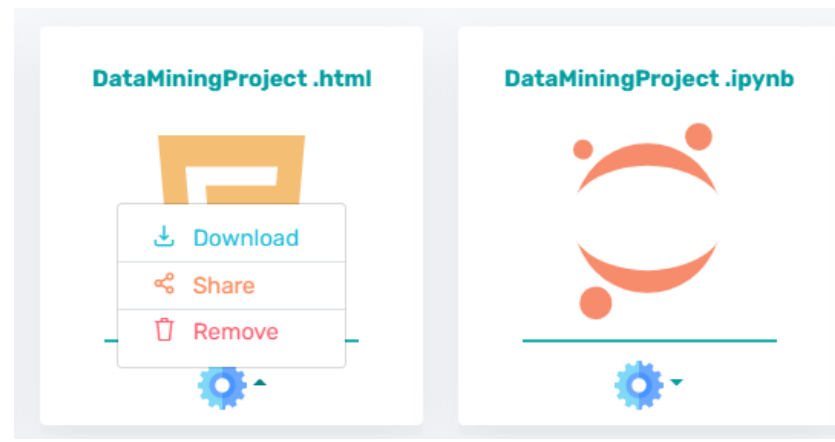 DataMiningProject .html
DataMiningProject .ipynb
Download
Share
Remove